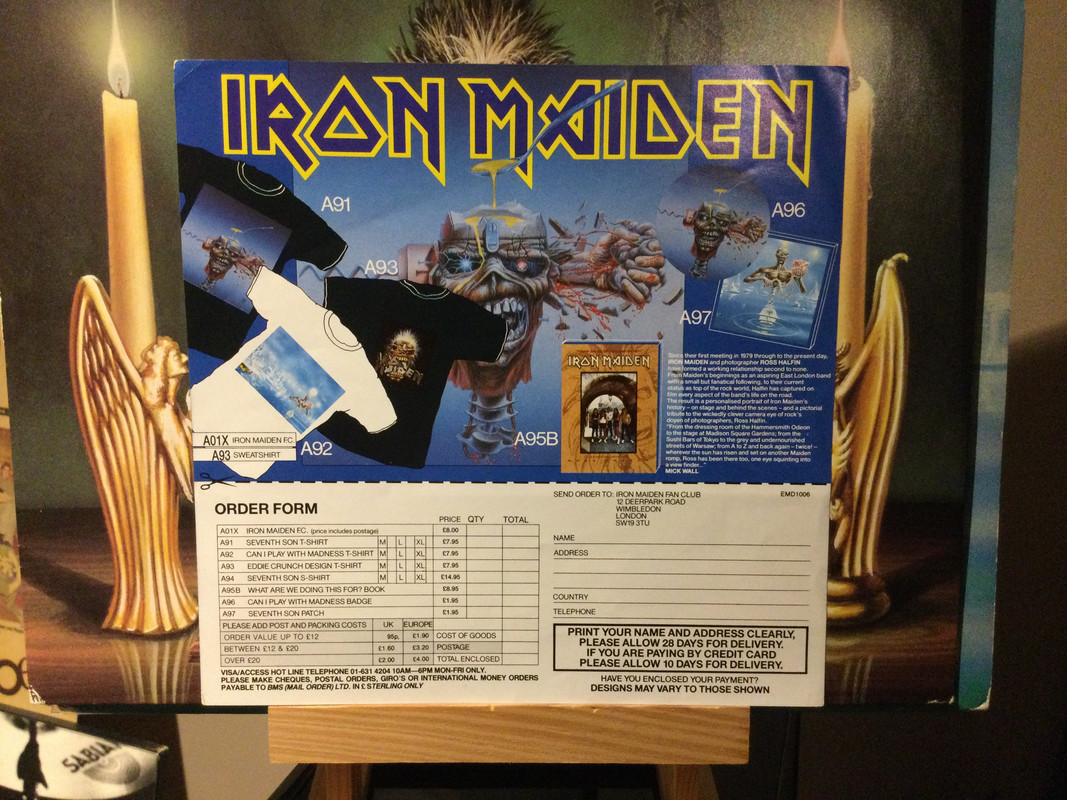 IRON MAIDEN
A91
A96
A93
A97
IRON MAIDEN
Since their first meeting in 1979 through to the present day,
IRON MAIDEN and photographer ROSS HALFIN
have formed a working relationship second to none.
From Maiden's beginnings as an aspiring East London band
with a small but fanatical following, to their current
status as top of the rock world, Halfin has captured on
film every aspect of the band's life on the road.
The result is a personalised portrait of Iron Maiden's
history – on stage and behind the scenes – and a pictorial
tribute to the wickedly clever camera eye of rock's
doyen of photographers, Ross Halfin.
"From the dressing room of the Hammersmith Odeon
to the stage at Madison Square Gardens; from the
Sushi Bars of Tokyo to the grey and undernourished
streets of Warsaw; from A to Z and back again – twice! –
wherever the sun has risen and set on another Maiden
romp, Ross has been there too, one eye squinting into
a view finder..."
MICK WALL
A95B
A01X IRON MAIDEN FC.
A93 SWEATSHIRT
A92
ORDER FORM
PRICE QTY TOTAL
A01X IRON MAIDEN F.C. (price includes postage) £8.00
A91 SEVENTH SON T-SHIRT M L XL £7.95
A92 CAN I PLAY WITH MADNESS T-SHIRT M L XL £7.95
A93 EDDIE CRUNCH DESIGN T-SHIRT M L XL £7.95
A94 SEVENTH SON S-SHIRT M L XL £14.95
A95B WHAT ARE WE DOING THIS FOR? BOOK £8.95
A96 CAN I PLAY WITH MADNESS BADGE £1.95
A97 SEVENTH SON PATCH £1.95
PLEASE ADD POST AND PACKING COSTS UK EUROPE
ORDER VALUE UP TO £12 95p. £1.90 COST OF GOODS
BETWEEN £12 & £20 £1.60 £3.20 POSTAGE
OVER £20 £2.00 £4.00 TOTAL ENCLOSED
VISA/ACCESS HOT LINE TELEPHONE 01-631 4204 10AM—6PM MON-FRI ONLY.
PLEASE MAKE CHEQUES, POSTAL ORDERS, GIRO'S OR INTERNATIONAL MONEY ORDERS
PAYABLE TO BMS (MAIL ORDER) LTD. IN £ STERLING ONLY
SEND ORDER TO: IRON MAIDEN FAN CLUB
12 DEERPARK ROAD
WIMBLEDON
LONDON
SW19 3TU
EMD1006
NAME
ADDRESS
COUNTRY
TELEPHONE
PRINT YOUR NAME AND ADDRESS CLEARLY,
PLEASE ALLOW 28 DAYS FOR DELIVERY.
IF YOU ARE PAYING BY CREDIT CARD
PLEASE ALLOW 10 DAYS FOR DELIVERY.
HAVE YOU ENCLOSED YOUR PAYMENT?
DESIGNS MAY VARY TO THOSE SHOWN
SABIAN